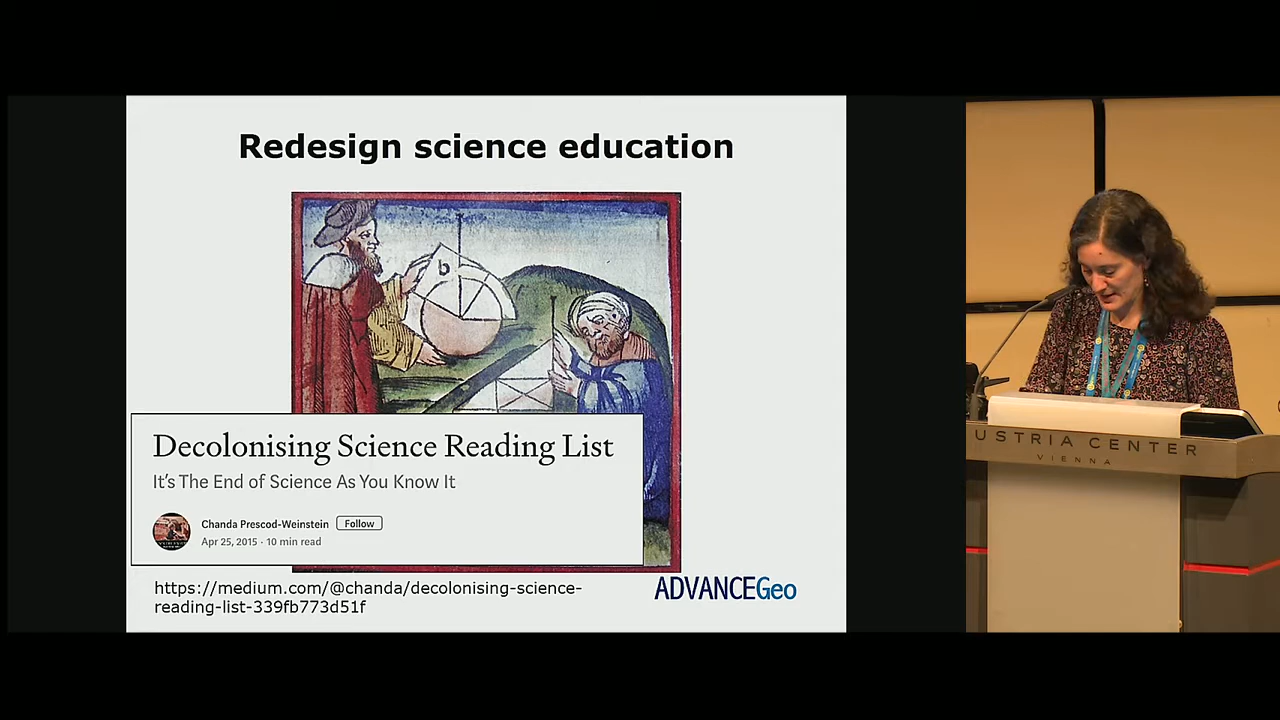 Redesign science education
b
Decolonising Science Reading List
It's The End of Science As You Know It
Chanda Prescod-Weinstein Follow
Apr 25, 2015 · 10 min read
https://medium.com/@chanda/decolonising-science-
reading-list-339fb773d51f
ADVANCEGeo
USTRIA CENTER
VIENNA